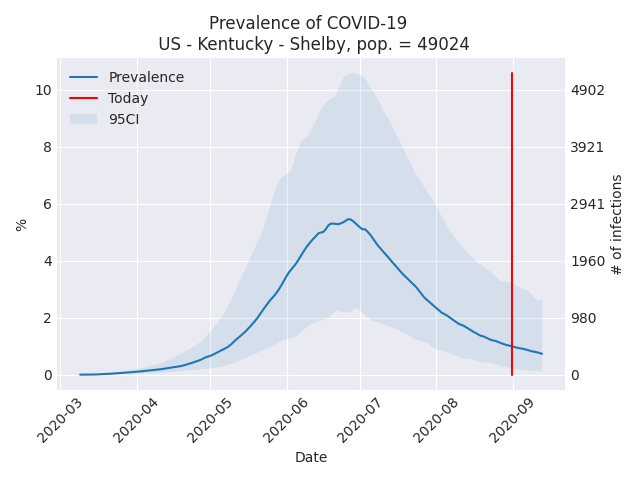 Prevalence of COVID-19
US - Kentucky - Shelby, pop. = 49024
Prevalence
Today
95CI
10
8
6
4
2
0
%
4902
3921
2941
1960
980
0
# of infections
2020-03
2020-04
2020-05
2020-06
2020-07
2020-08
2020-09
Date